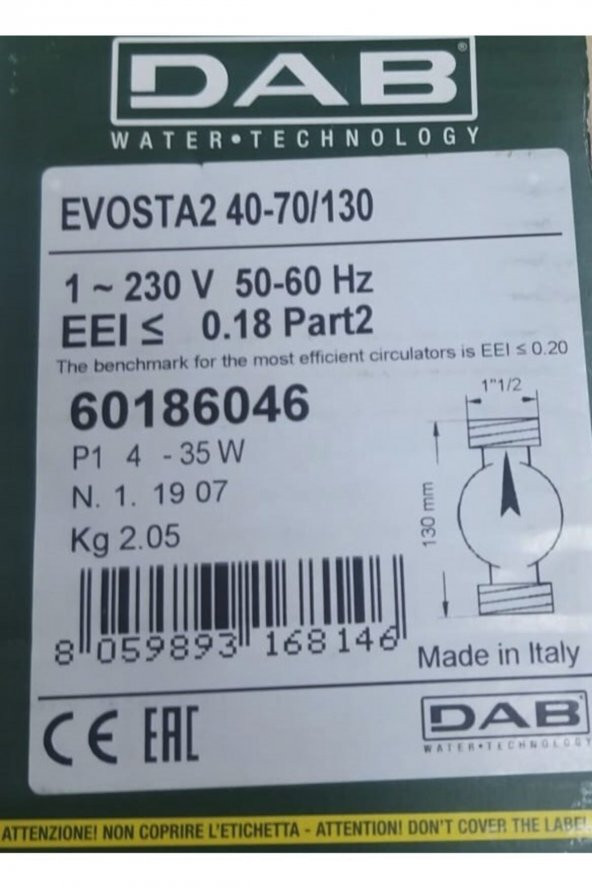 DAB®
WATER•TECHNOLOGY
EVOSTA2 40-70/130
1 ~ 230 V 50-60 Hz
EEI ≤ 0.18 Part2
The benchmark for the most efficient circulators is EEI ≤ 0.20
60186046
1"1/2
P1 4 - 35 W
N. 1. 19 07
130 mm
Kg 2.05
8 059893 168146
Made in Italy
CE EAC
DAB
WATER•TECHNOLOGY
ATTENZIONE! NON COPRIRE L'ETICHETTA - ATTENTION! DON'T COVER THE LABEL